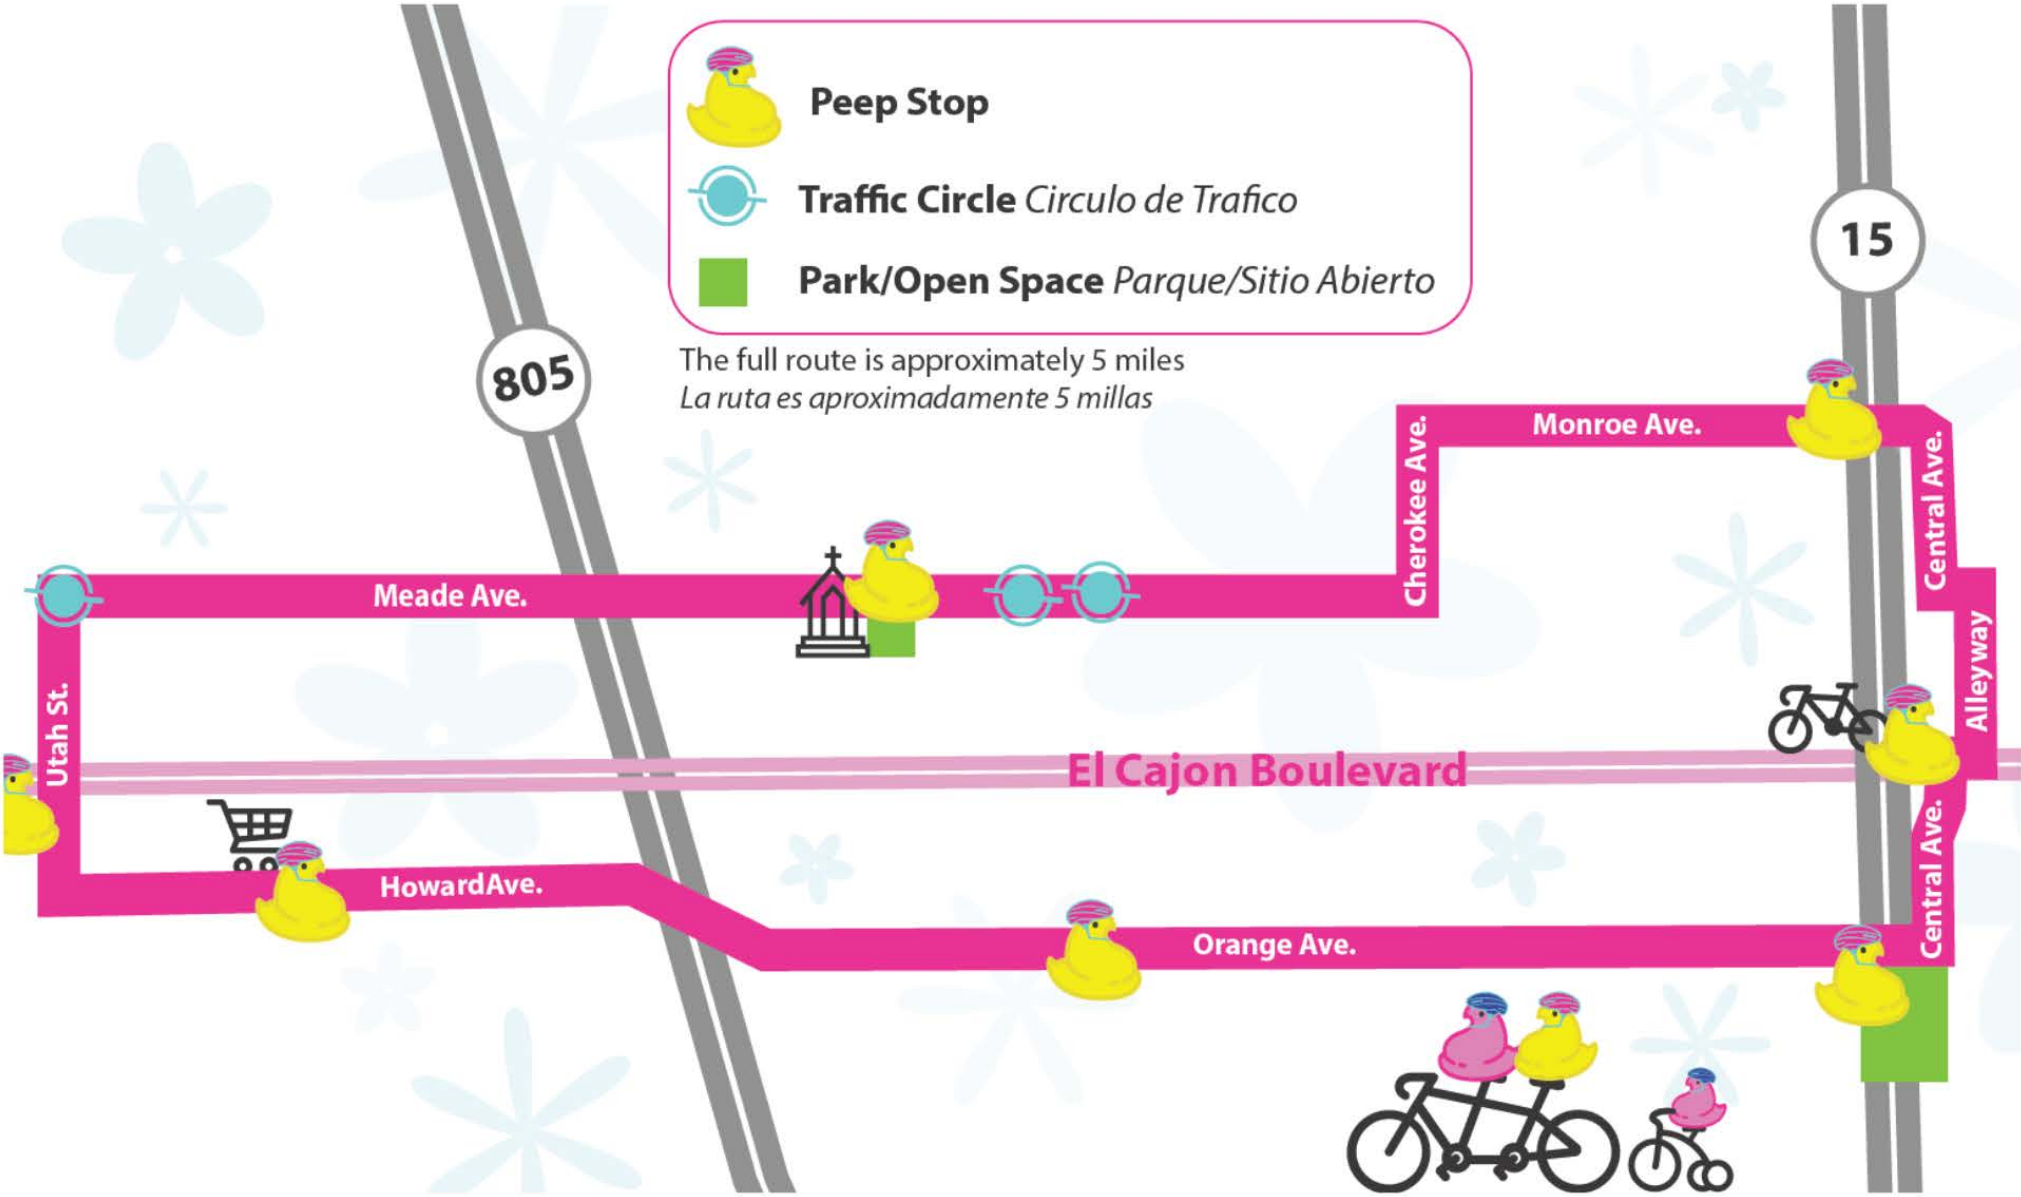 Peep Stop
Traffic Circle Circulo de Trafico
Park/Open Space Parque/Sitio Abierto
The full route is approximately 5 miles
La ruta es aproximadamente 5 millas
15
805
Monroe Ave.
Cherokee Ave.
Central Ave.
Meade Ave.
Alleyway
Utah St.
El Cajon Boulevard
Central Ave.
HowardAve.
Orange Ave.